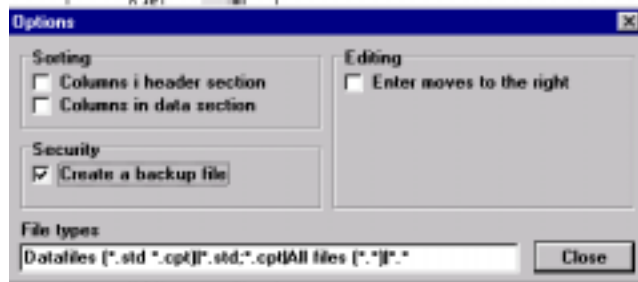 Options
Sorting
Columns i header section
Columns in data section
Security
Create a backup file
Editing
Enter moves to the right
File types
Datafiles (*.std *.cpt)|*.std;*.cpt|All files (*.*)|*.*
Close